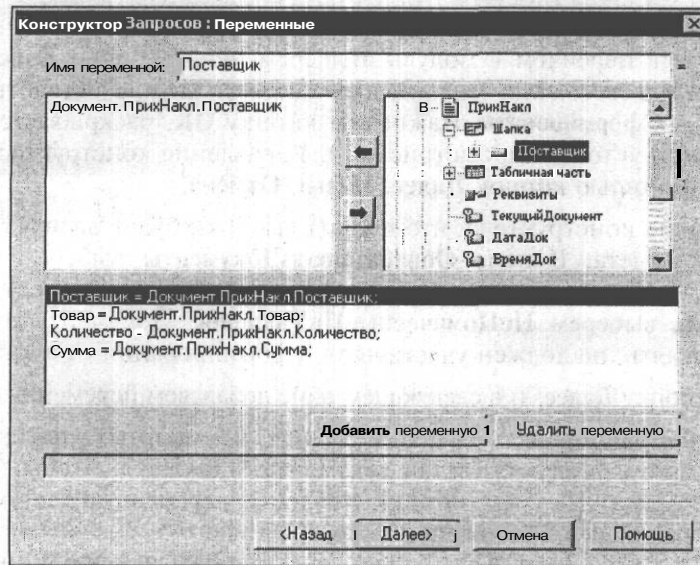 Конструктор Запросов : Переменные
Имя переменной: Поставщик =
Документ.ПрихНакл.Поставщик
В- ПрихНакл
Шапка
Поставщик
Табличная часть
Реквизиты
ТекущийДокумент
ДатаДок
ВремяДок
Поставщик = Документ.ПрихНакл.Поставщик;
Товар = Документ.ПрихНакл.Товар;
Количество - Документ.ПрихНакл.Количество;
Сумма = Документ.ПрихНакл.Сумма;
Добавить переменную 1 Удалить переменную l
<Назад ı Далее> j Отмена Помощь